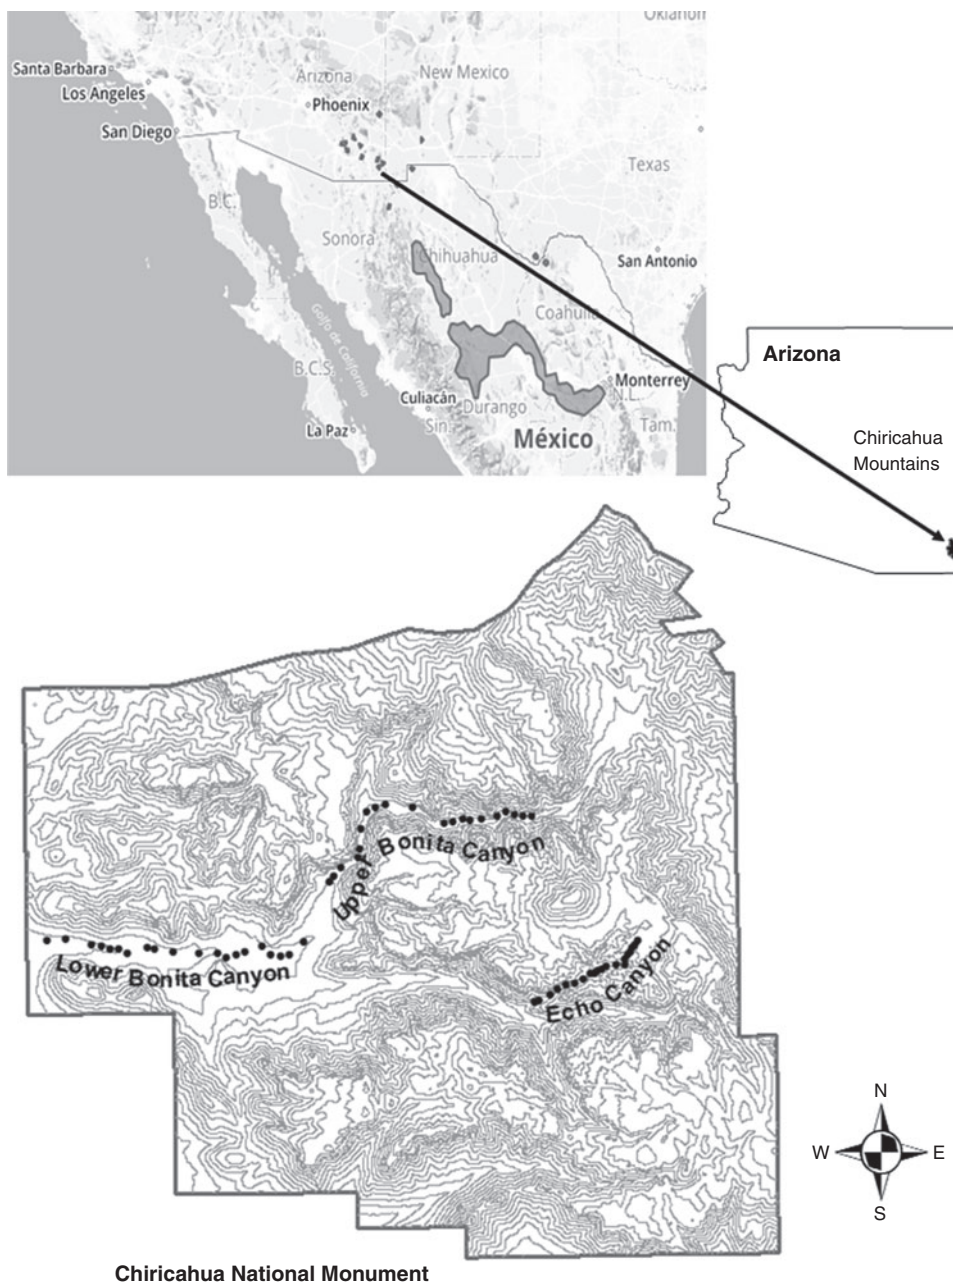 Oklahom
Santa Barbara
Arizona
New Mexico
Los Angeles
Phoenix
San Diego
Texas
B.C.
Sonora
Chihuahua
San Antonio
Golfo de California
Coahuila
Arizona
B.C.S.
Monterrey
Culiacán
N.L.
Durango
Sin.
Tam.
La Paz
México
Chiricahua
Mountains
Upper Bonita Canyon
Lower Bonita Canyon
Echo Canyon
N
W E
S
Chiricahua National Monument